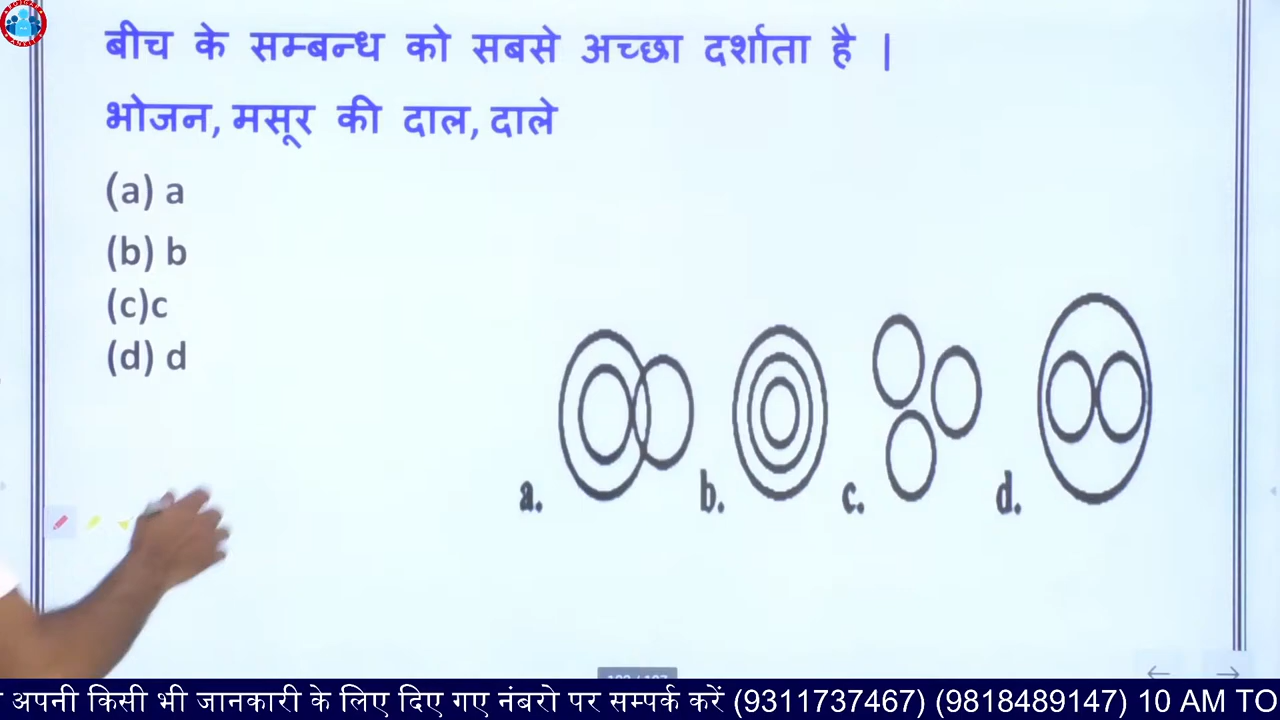 बीच के सम्बन्ध को सबसे अच्छा दर्शाता है |
भोजन, मसूर की दाल, दाले
(a) a
(b) b
(c)c
(d) d
a.
b.
c.
d.
अपनी किसी भी जानकारी के लिए दिए गए नंबरो पर सम्पर्क करें (9311737467) (9818489147) 10 AM TO